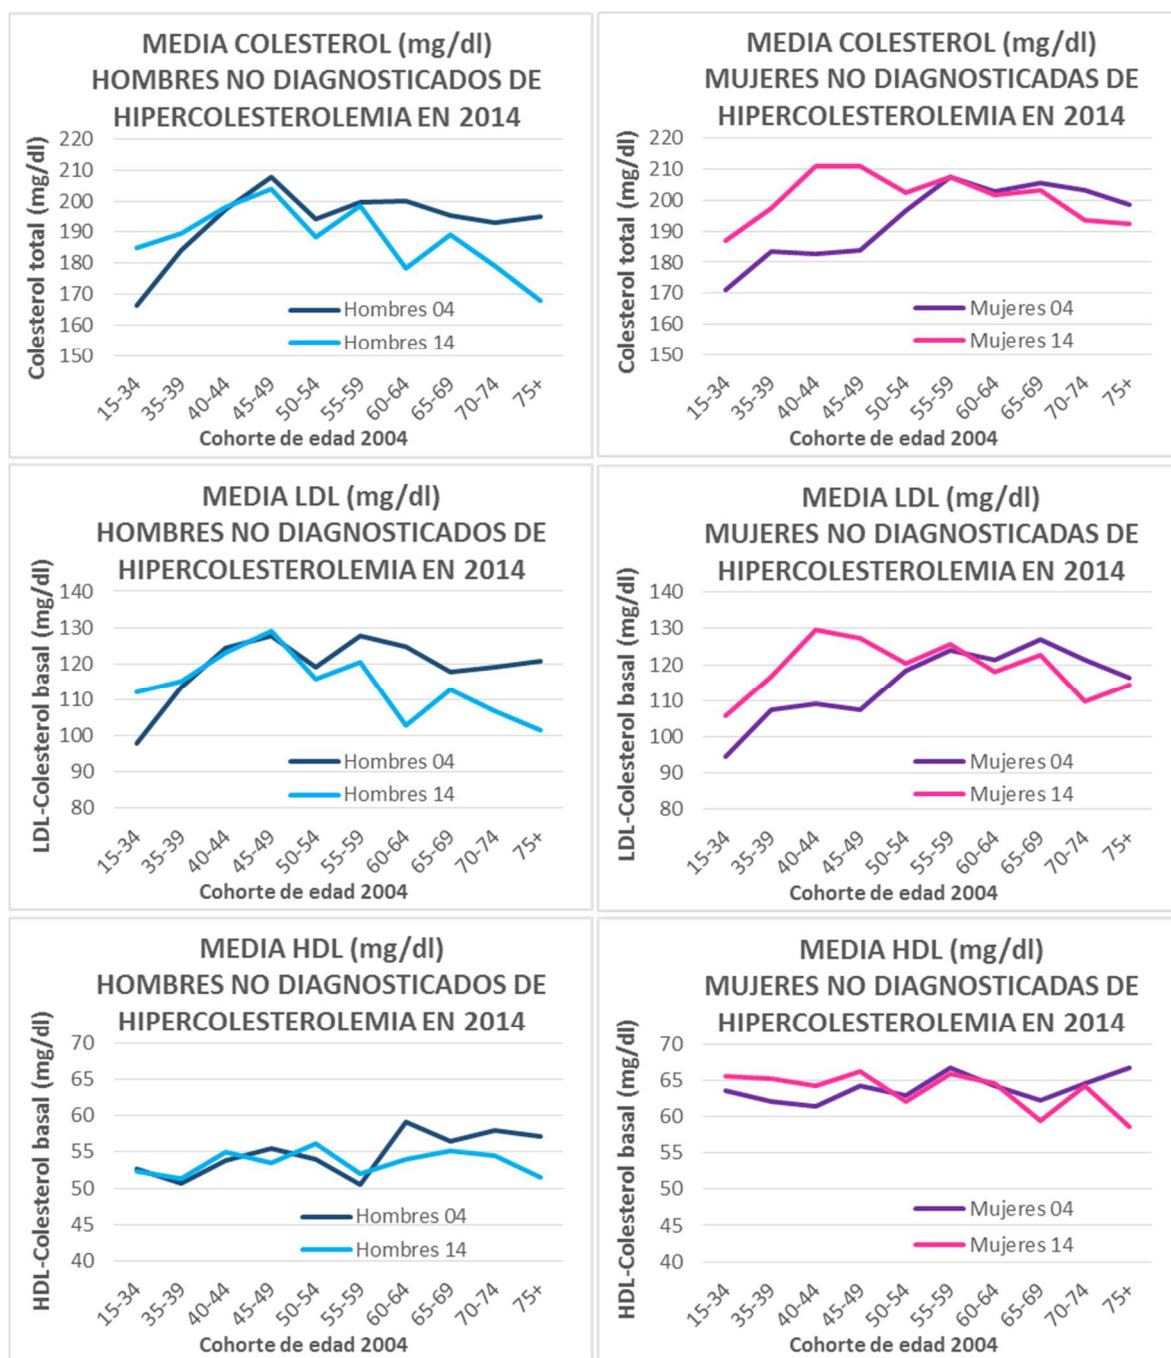 MEDIA COLESTEROL (mg/dl)
HOMBRES NO DIAGNOSTICADOS DE
HIPERCOLESTEROLEMIA EN 2014
Colesterol total (mg/dl)
220
210
200
190
180
170
160
150
Hombres 04
Hombres 14
15-34
35-39
40-44
45-49
50-54
55-59
60-64
65-69
70-74
75+
Cohorte de edad 2004
MEDIA COLESTEROL (mg/dl)
MUJERES NO DIAGNOSTICADAS DE
HIPERCOLESTEROLEMIA EN 2014
Colesterol total (mg/dl)
220
210
200
190
180
170
160
150
Mujeres 04
Mujeres 14
15-34
35-39
40-44
45-49
50-54
55-59
60-64
65-69
70-74
75+
Cohorte de edad 2004
MEDIA LDL (mg/dl)
HOMBRES NO DIAGNOSTICADOS DE
HIPERCOLESTEROLEMIA EN 2014
LDL-Colesterol basal (mg/dl)
140
130
120
110
100
90
80
Hombres 04
Hombres 14
15-34
35-39
40-44
45-49
50-54
55-59
60-64
65-69
70-74
75+
Cohorte de edad 2004
MEDIA LDL (mg/dl)
MUJERES NO DIAGNOSTICADAS DE
HIPERCOLESTEROLEMIA EN 2014
LDL-Colesterol basal (mg/dl)
140
130
120
110
100
90
80
Mujeres 04
Mujeres 14
15-34
35-39
40-44
45-49
50-54
55-59
60-64
65-69
70-74
75+
Cohorte de edad 2004
MEDIA HDL (mg/dl)
HOMBRES NO DIAGNOSTICADOS DE
HIPERCOLESTEROLEMIA EN 2014
HDL-Colesterol basal (mg/dl)
70
65
60
55
50
45
40
Hombres 04
Hombres 14
15-34
35-39
40-44
45-49
50-54
55-59
60-64
65-69
70-74
75+
Cohorte de edad 2004
MEDIA HDL (mg/dl)
MUJERES NO DIAGNOSTICADAS DE
HIPERCOLESTEROLEMIA EN 2014
HDL-Colesterol basal (mg/dl)
70
65
60
55
50
45
40
Mujeres 04
Mujeres 14
15-34
35-39
40-44
45-49
50-54
55-59
60-64
65-69
70-74
75+
Cohorte de edad 2004